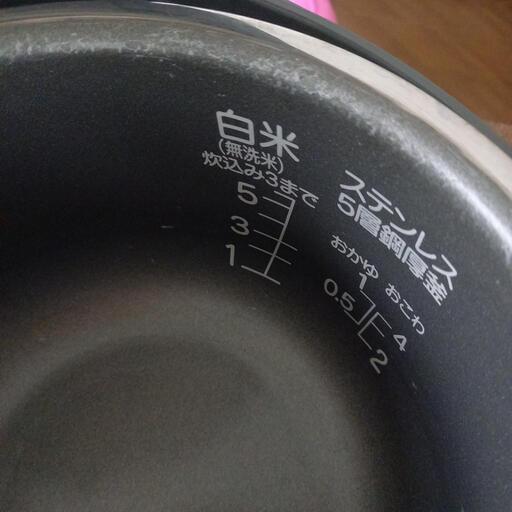 白米
(無洗米)
炊込み3まで
5
3
1
ステンレス
5層鋼厚釜
おかゆ
1
0.5
おこわ
4
2